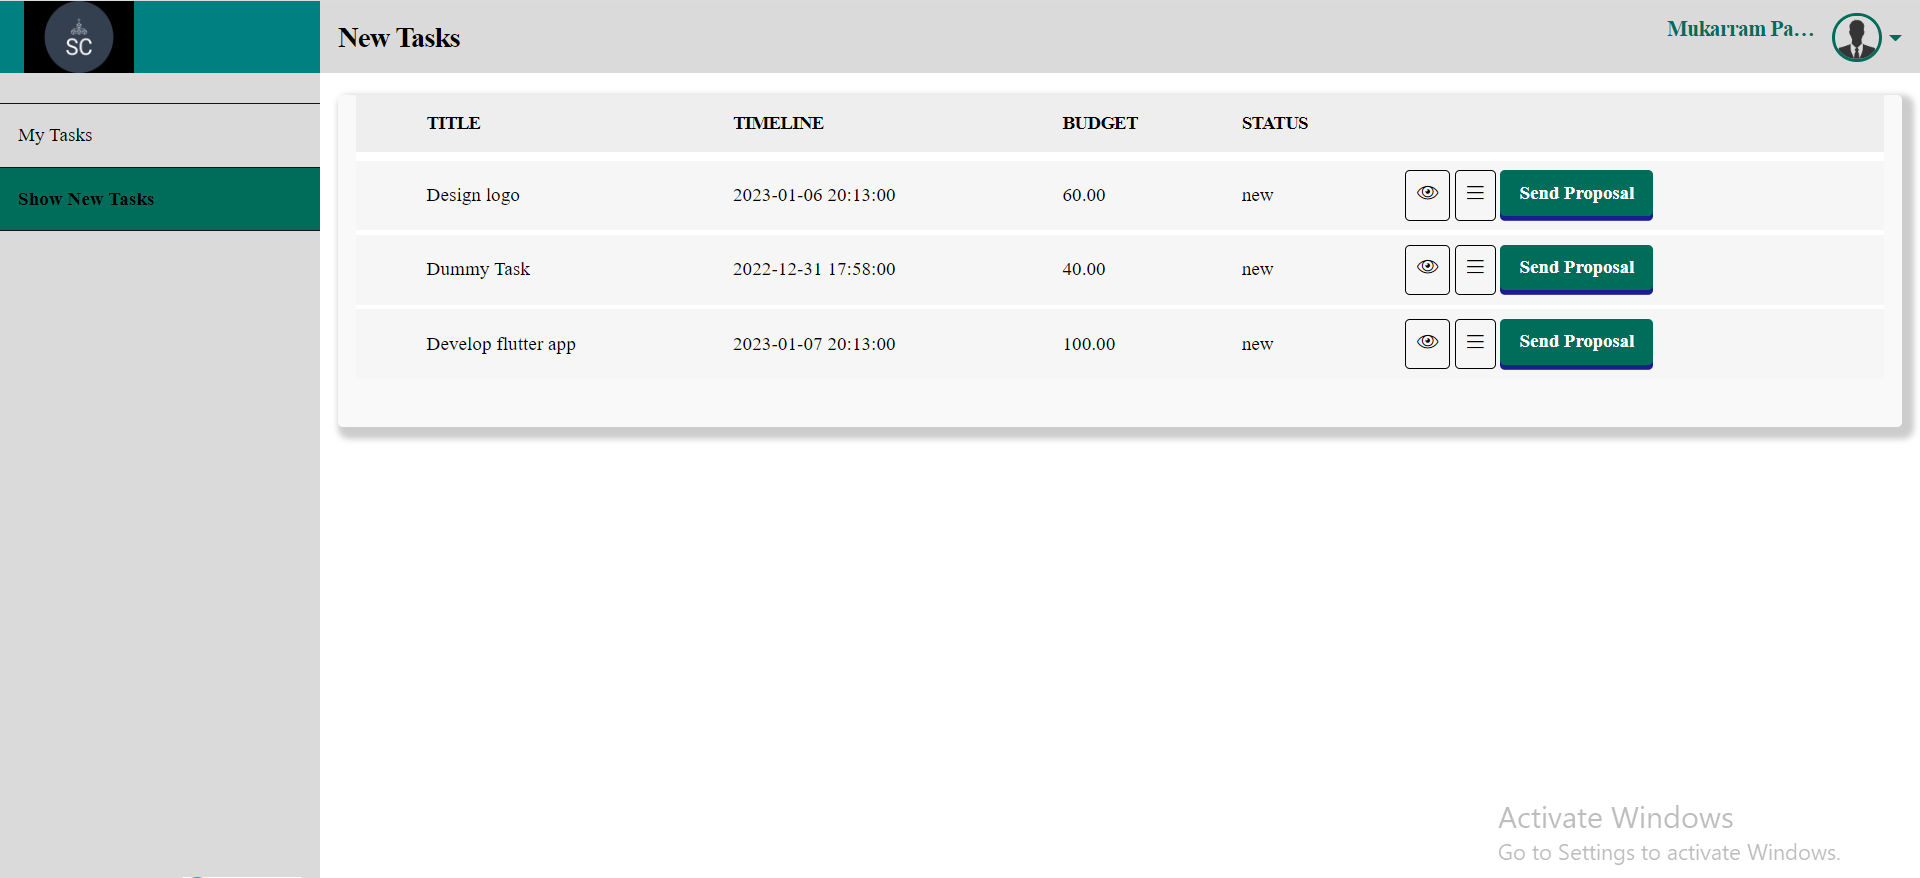 SC
New Tasks
Mukarram Pa...
My Tasks
Show New Tasks
TITLE TIMELINE BUDGET STATUS
Design logo 2023-01-06 20:13:00 60.00 new Send Proposal
Dummy Task 2022-12-31 17:58:00 40.00 new Send Proposal
Develop flutter app 2023-01-07 20:13:00 100.00 new Send Proposal
Activate Windows
Go to Settings to activate Windows.